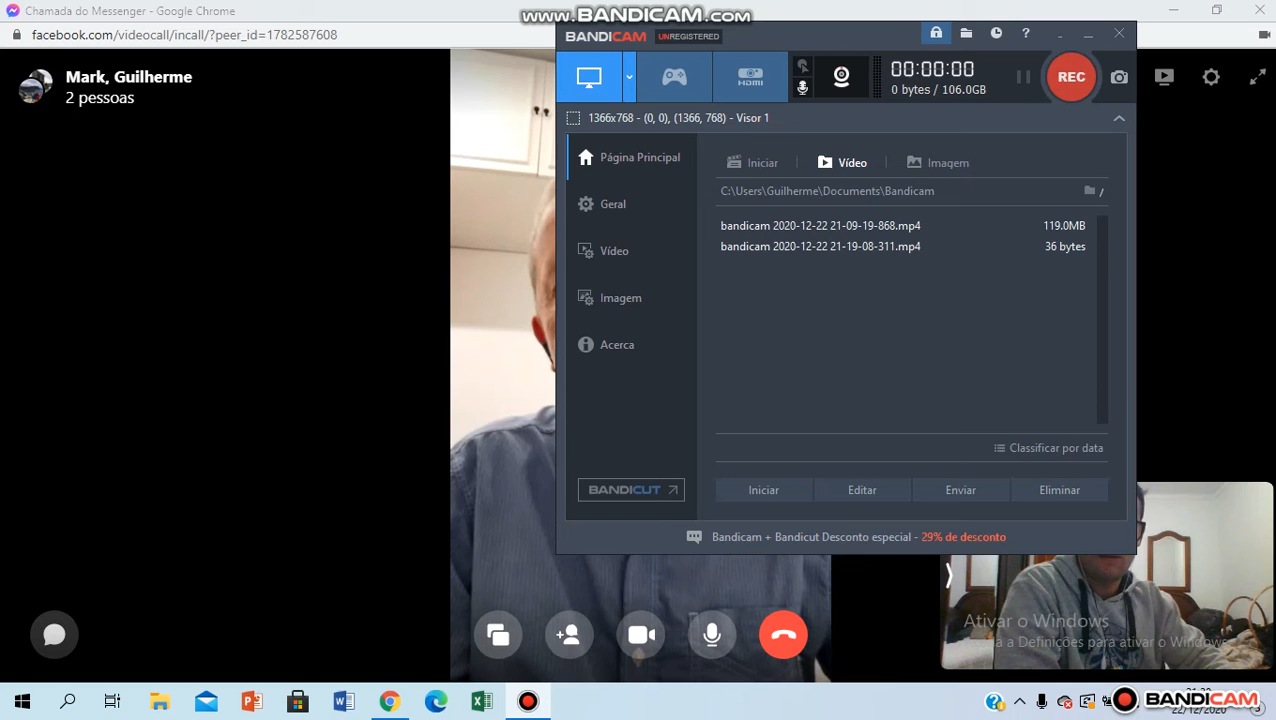 Chamada do Messenger - Google Chrome
www.BANDICAM.com
facebook.com/videocall/incall/?peer_id=1782587608
BANDICAM UNREGISTERED
Mark, Guilherme
2 pessoas
HDMI
00:00:00
0 bytes / 106.0GB
REC
1366x768 - (0, 0), (1366, 768) - Visor 1
Página Principal
Geral
Vídeo
Imagem
Acerca
BANDICUT
Iniciar
Vídeo
Imagem
C:\Users\Guilherme\Documents\Bandicam
/
bandicam 2020-12-22 21-09-19-868.mp4 119.0MB
bandicam 2020-12-22 21-19-08-311.mp4 36 bytes
Classificar por data
Iniciar Editar Enviar Eliminar
Bandicam + Bandicut Desconto especial - 29% de desconto
Ativar o Windows
a Definições para ativar o Windows.
BANDICAM
22/12/2020